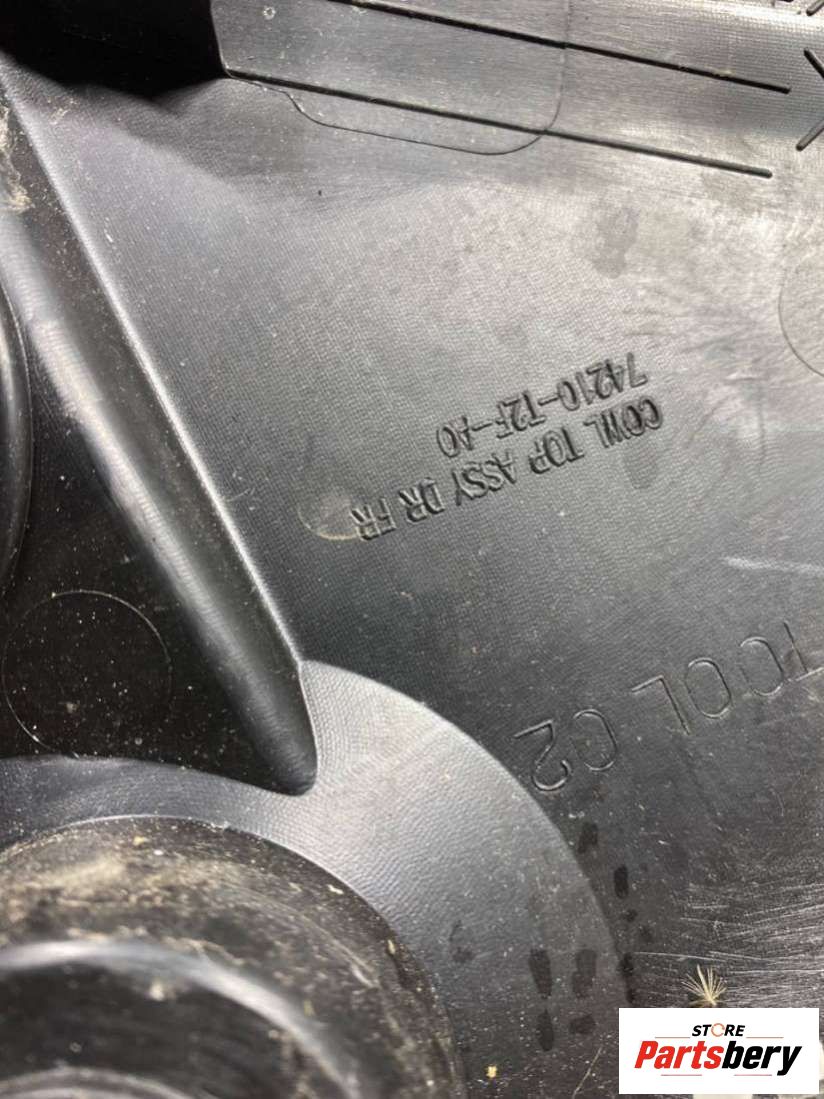 COWL TOP ASSY DR FR
74210-T2F-A0
TOOL C2
STORE
Partsbery